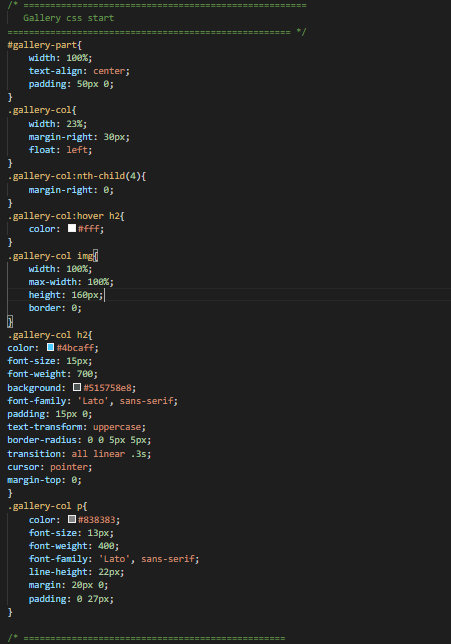 /* =====================================================
Gallery css start
===================================================== */
#gallery-part{
width: 100%;
text-align: center;
padding: 50px 0;
}
.gallery-col{
width: 23%;
margin-right: 30px;
float: left;
}
.gallery-col:nth-child(4){
margin-right: 0;
}
.gallery-col:hover h2{
color: #fff;
}
.gallery-col img{
width: 100%;
max-width: 100%;
height: 160px;
border: 0;
}
.gallery-col h2{
color: #4bcaff;
font-size: 15px;
font-weight: 700;
background: #515758e8;
font-family: 'Lato', sans-serif;
padding: 15px 0;
text-transform: uppercase;
border-radius: 0 0 5px 5px;
transition: all linear .3s;
cursor: pointer;
margin-top: 0;
}
.gallery-col p{
color: #838383;
font-size: 13px;
font-weight: 400;
font-family: 'Lato', sans-serif;
line-height: 22px;
margin: 20px 0;
padding: 0 27px;
}
/* =================================================